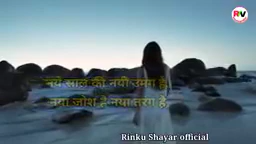 RV
नये साल की नयी उमंग है
नया जोश है नया तरंग है
Rinku Shayar official